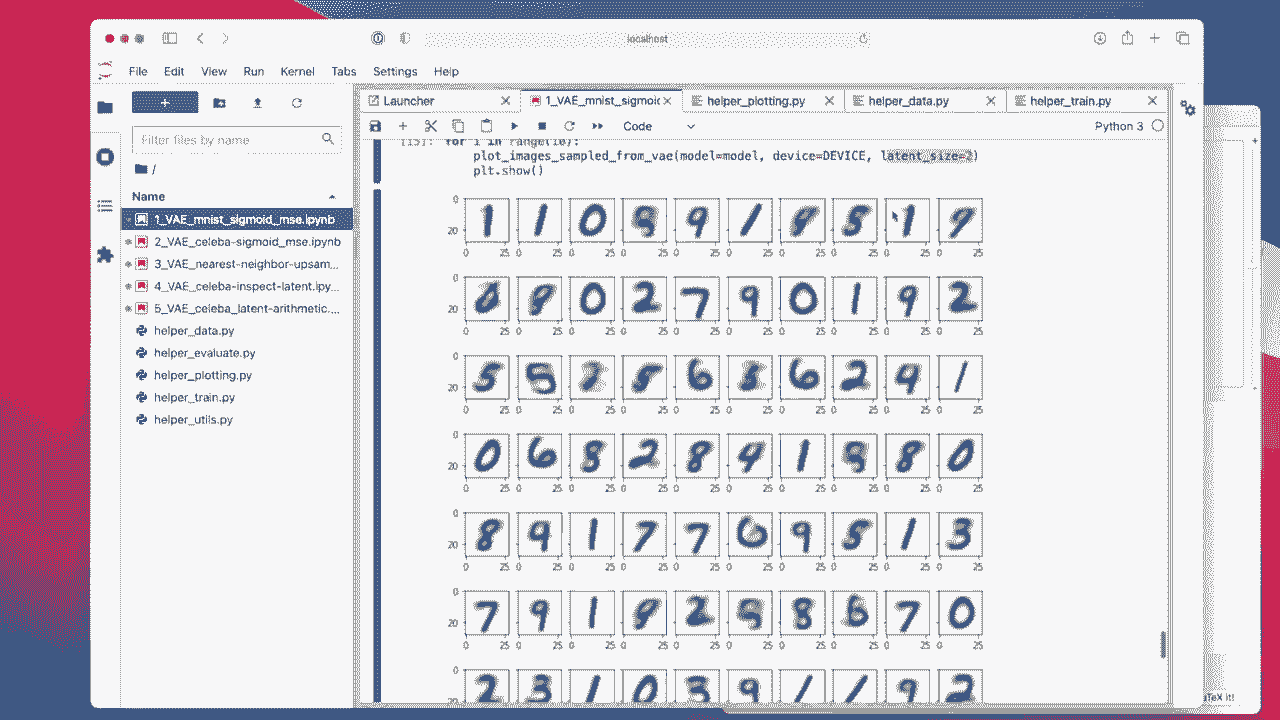 localhost
File Edit View Run Kernel Tabs Settings Help
Launcher 1_VAE_mnist_sigmoi helper_plotting.py helper_data.py helper_train.py
Code Python 3
Filter files by name
/
Name
1_VAE_mnist_sigmoid_mse.ipynb
2_VAE_celeba-sigmoid_mse.ipynb
3_VAE_nearest-neighbor-upsam...
4_VAE_celeba-inspect-latent.ipy...
5_VAE_celeba_latent-arithmetic....
helper_data.py
helper_evaluate.py
helper_plotting.py
helper_train.py
helper_utils.py
[15]: for i in range(10):
plot_images_sampled_from_vae(model=model, device=DEVICE, latent_size=2)
plt.show()
0
20
0 25 0 25 0 25 0 25 0 25 0 25 0 25 0 25 0 25 0 25
0
20
0 25 0 25 0 25 0 25 0 25 0 25 0 25 0 25 0 25 0 25
0
20
0 25 0 25 0 25 0 25 0 25 0 25 0 25 0 25 0 25 0 25
0
20
0 25 0 25 0 25 0 25 0 25 0 25 0 25 0 25 0 25 0 25
0
20
0 25 0 25 0 25 0 25 0 25 0 25 0 25 0 25 0 25 0 25
0
20
0 25 0 25 0 25 0 25 0 25 0 25 0 25 0 25 0 25 0 25
0
20